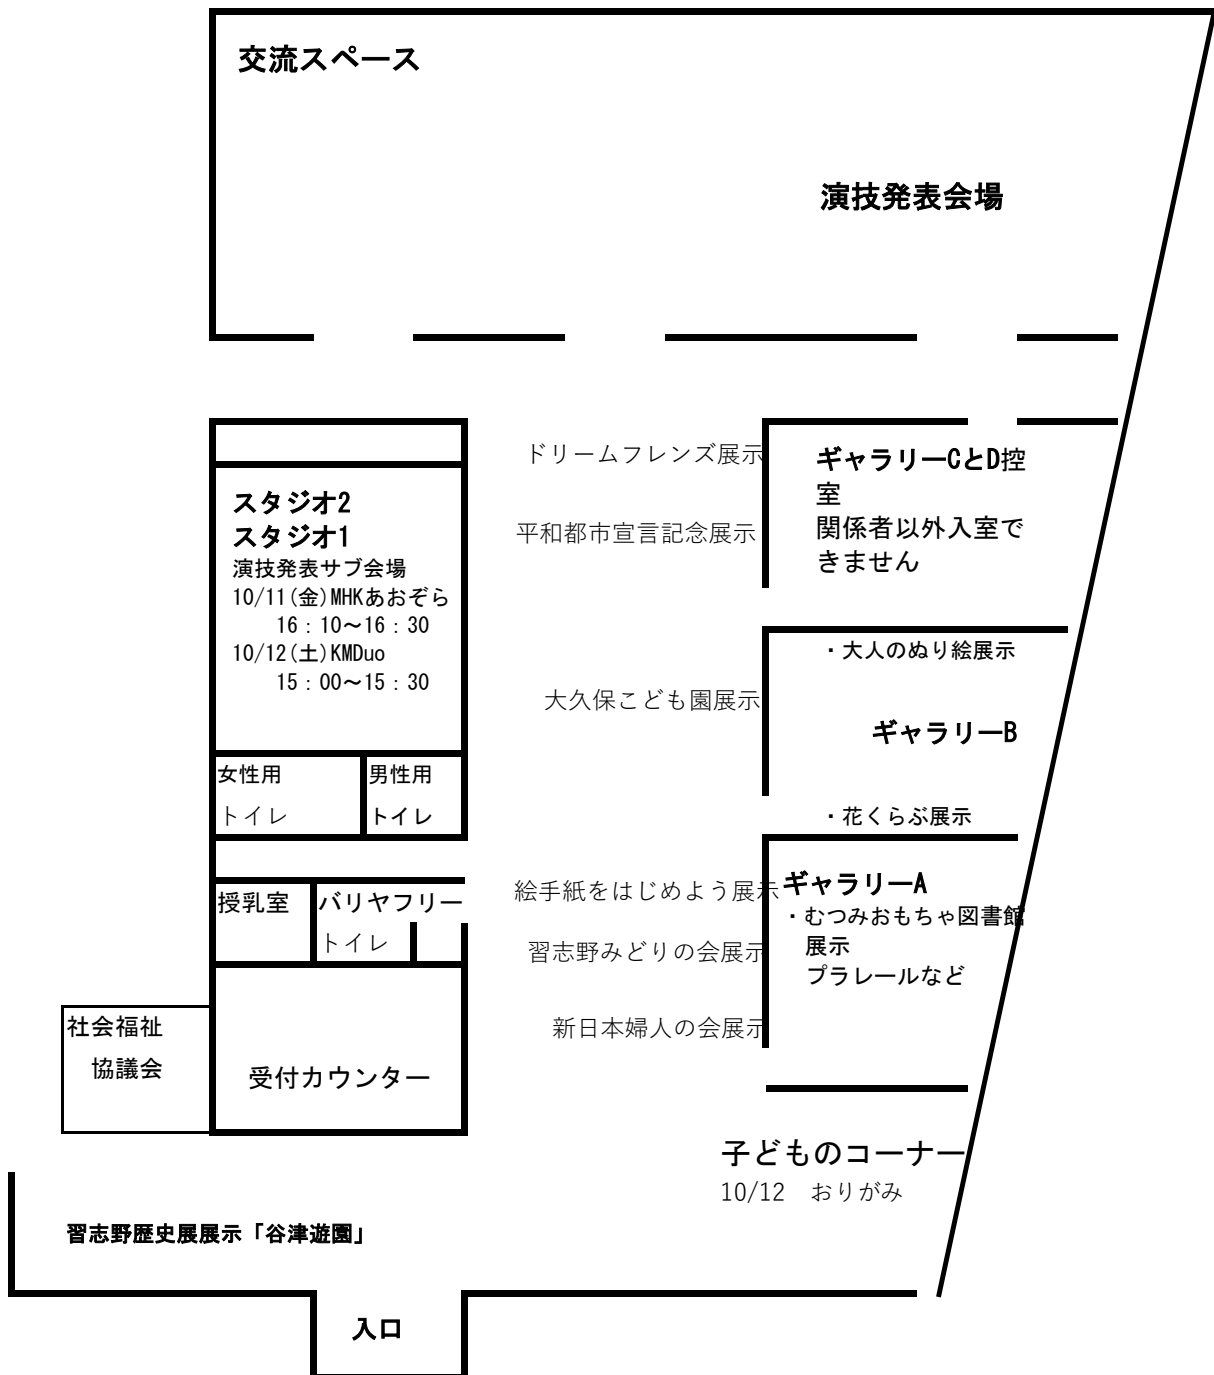 交流スペース
演技発表会場
ドリームフレンズ展示
平和都市宣言記念展示
ギャラリーCとD控
室
関係者以外入室で
きません
スタジオ2
スタジオ1
演技発表サブ会場
10/11(金)MHKあおぞら
16：10～16：30
10/12(土)KMDuo
15：00～15：30
・大人のぬり絵展示
大久保こども園展示
ギャラリーB
・花くらぶ展示
女性用
トイレ
男性用
トイレ
授乳室
バリヤフリー
トイレ
絵手紙をはじめよう展示
習志野みどりの会展示
新日本婦人の会展示
ギャラリーA
・むつみおもちゃ図書館
展示
プラレールなど
社会福祉
協議会
受付カウンター
子どものコーナー
10/12　おりがみ
習志野歴史展展示「谷津遊園」
入口